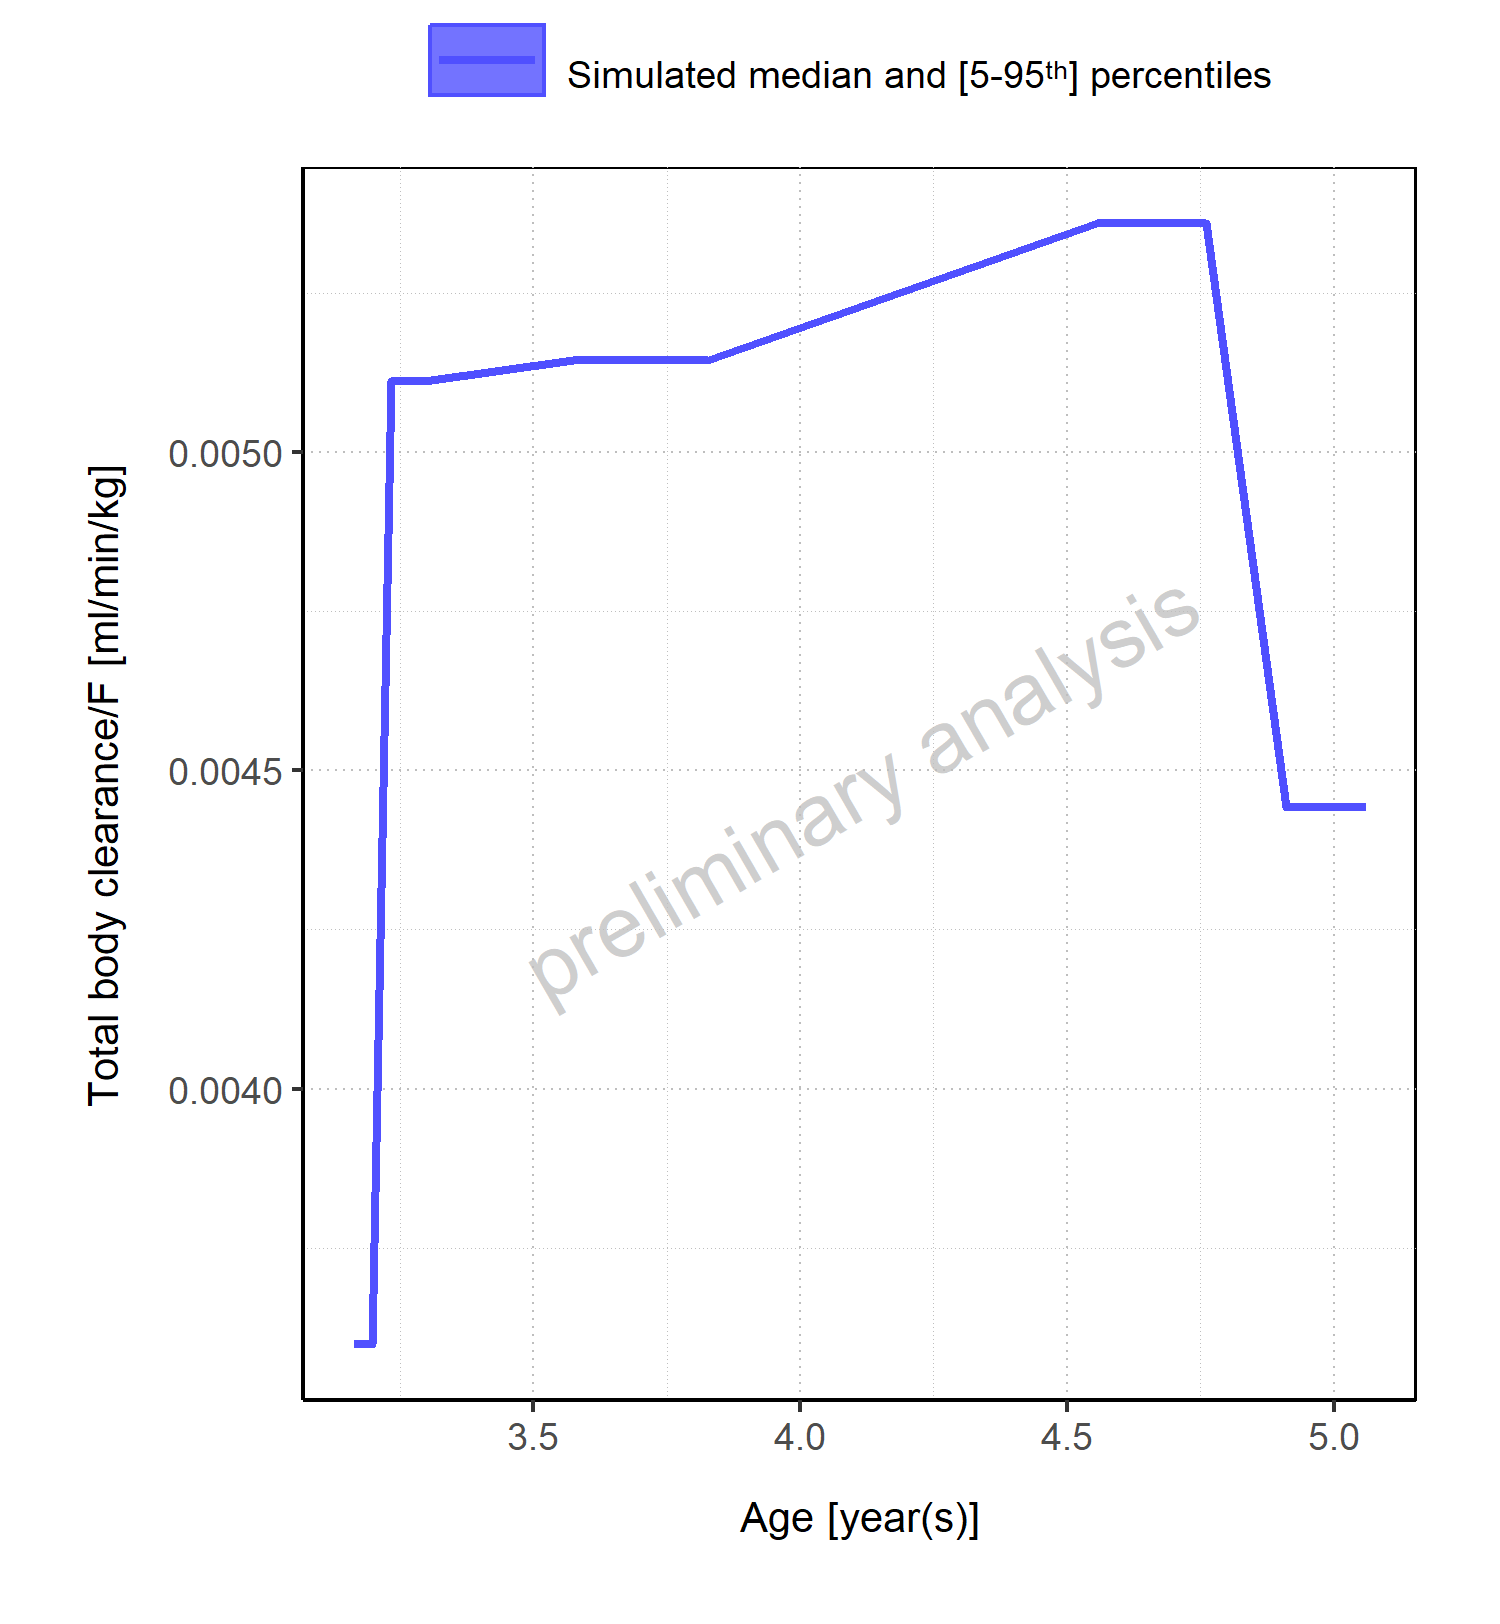 Simulated median and [5-95ᵗʰ] percentiles
Total body clearance/F [ml/min/kg]
0.0050
0.0045
0.0040
preliminary analysis
3.5 4.0 4.5 5.0
Age [year(s)]